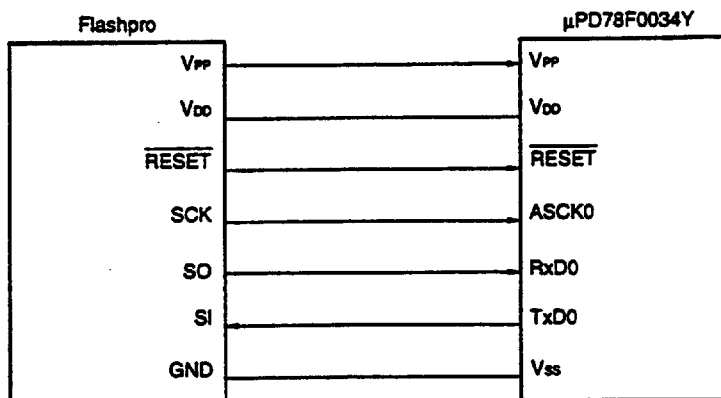 Flashpro μPD78F0034Y
VPP VPP
VDD VDD
RESET RESET
SCK ASCK0
SO RxD0
SI TxD0
GND VSS